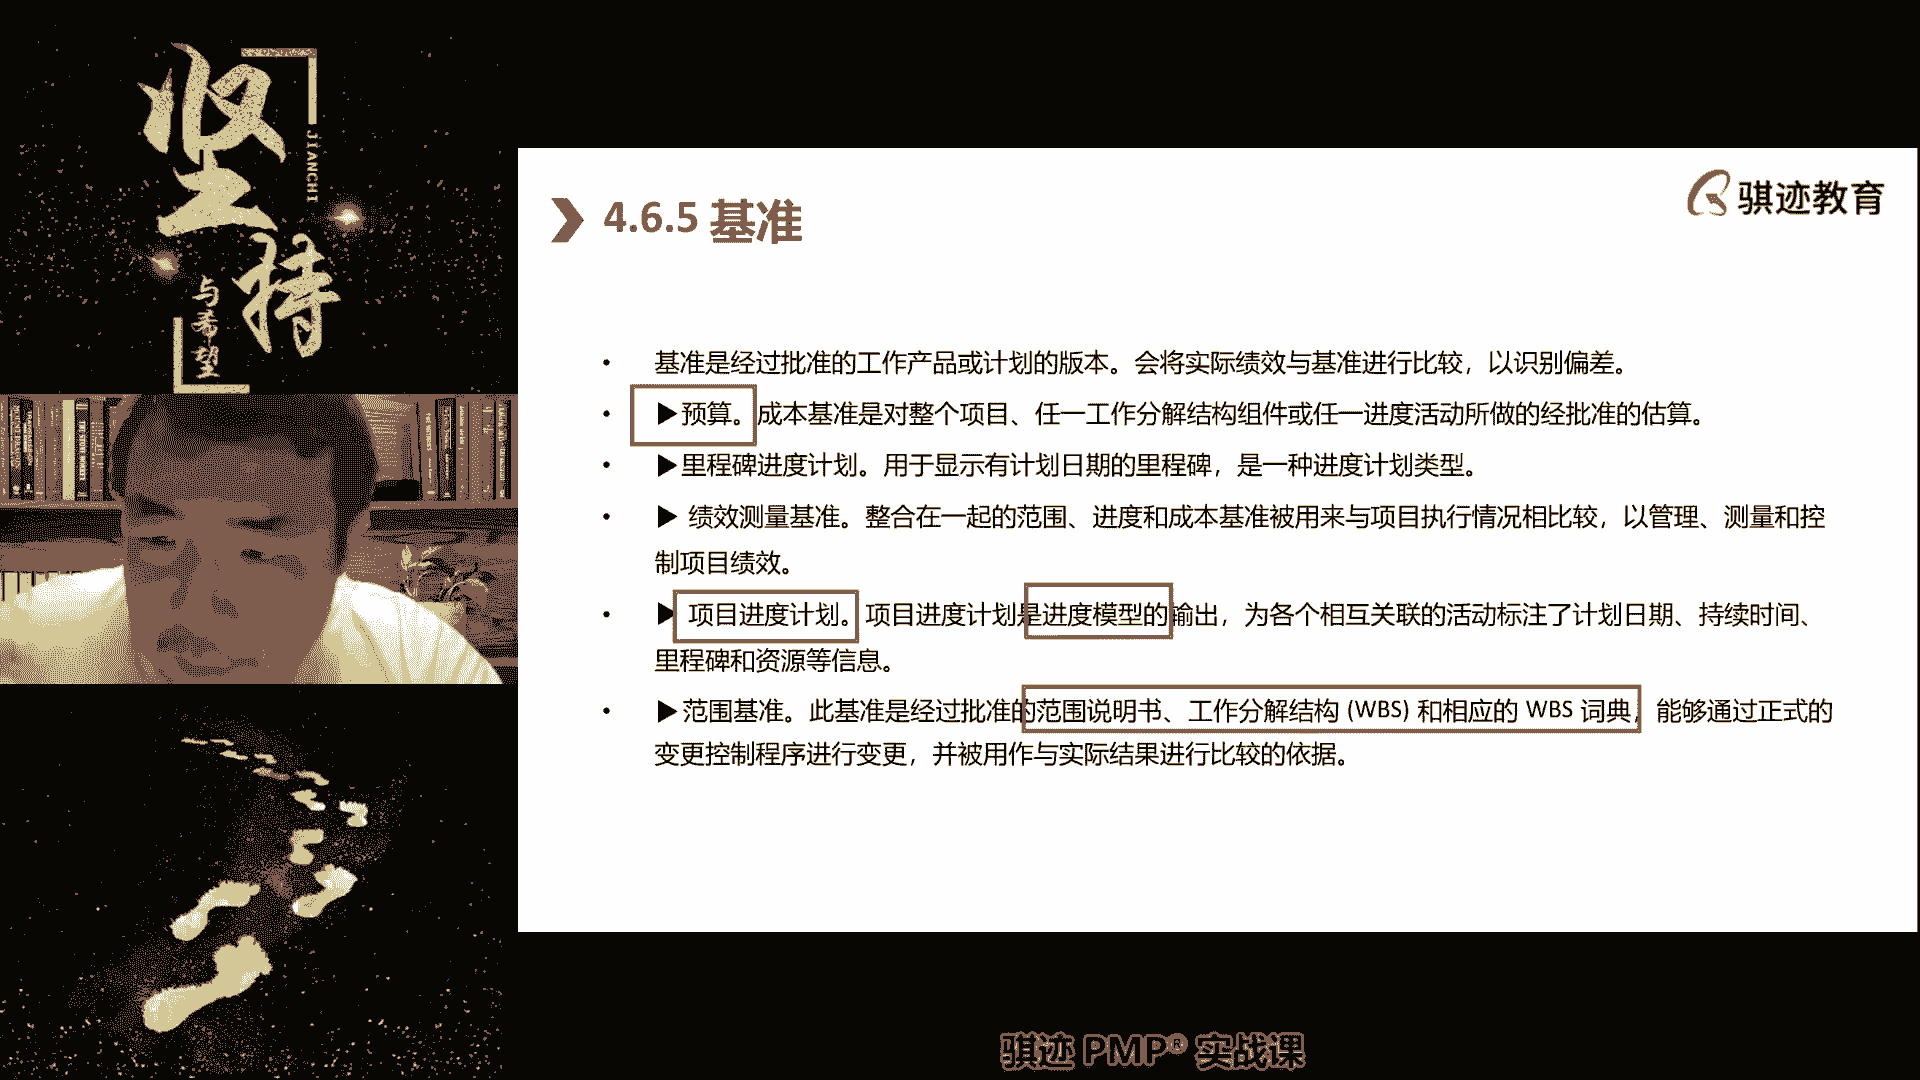 坚持
JIANCHI
与希望
骐迹教育
4.6.5 基准
• 基准是经过批准的工作产品或计划的版本。会将实际绩效与基准进行比较，以识别偏差。
• ▶预算。成本基准是对整个项目、任一工作分解结构组件或任一进度活动所做的经批准的估算。
• ▶里程碑进度计划。用于显示有计划日期的里程碑，是一种进度计划类型。
• ▶ 绩效测量基准。整合在一起的范围、进度和成本基准被用来与项目执行情况相比较，以管理、测量和控
制项目绩效。
• ▶ 项目进度计划。项目进度计划是进度模型的输出，为各个相互关联的活动标注了计划日期、持续时间、
里程碑和资源等信息。
• ▶范围基准。此基准是经过批准的范围说明书、工作分解结构 (WBS) 和相应的 WBS 词典，能够通过正式的
变更控制程序进行变更，并被用作与实际结果进行比较的依据。
骐迹 PMP® 实战课